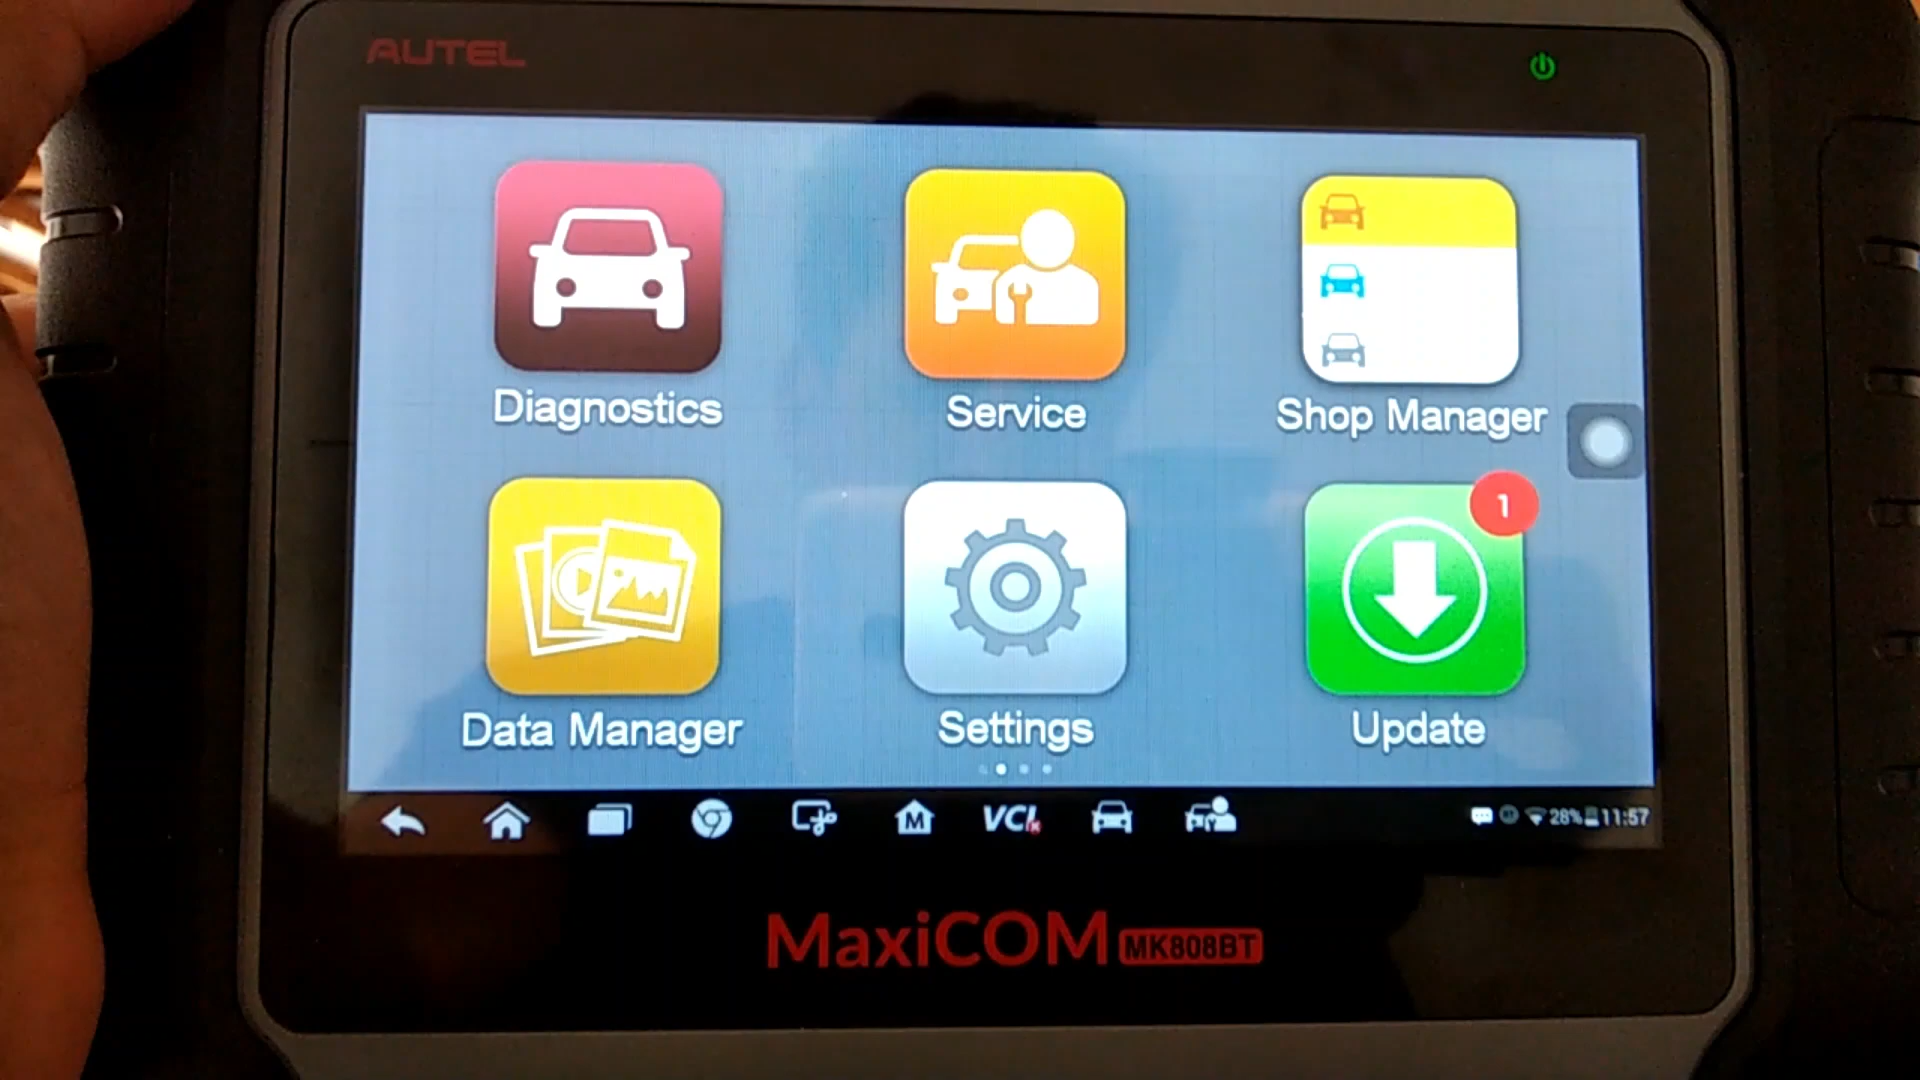 AUTEL
Diagnostics
Service
Shop Manager
1
Data Manager
Settings
Update
M
VCI
28%
11:57
MaxiCOM MK808BT